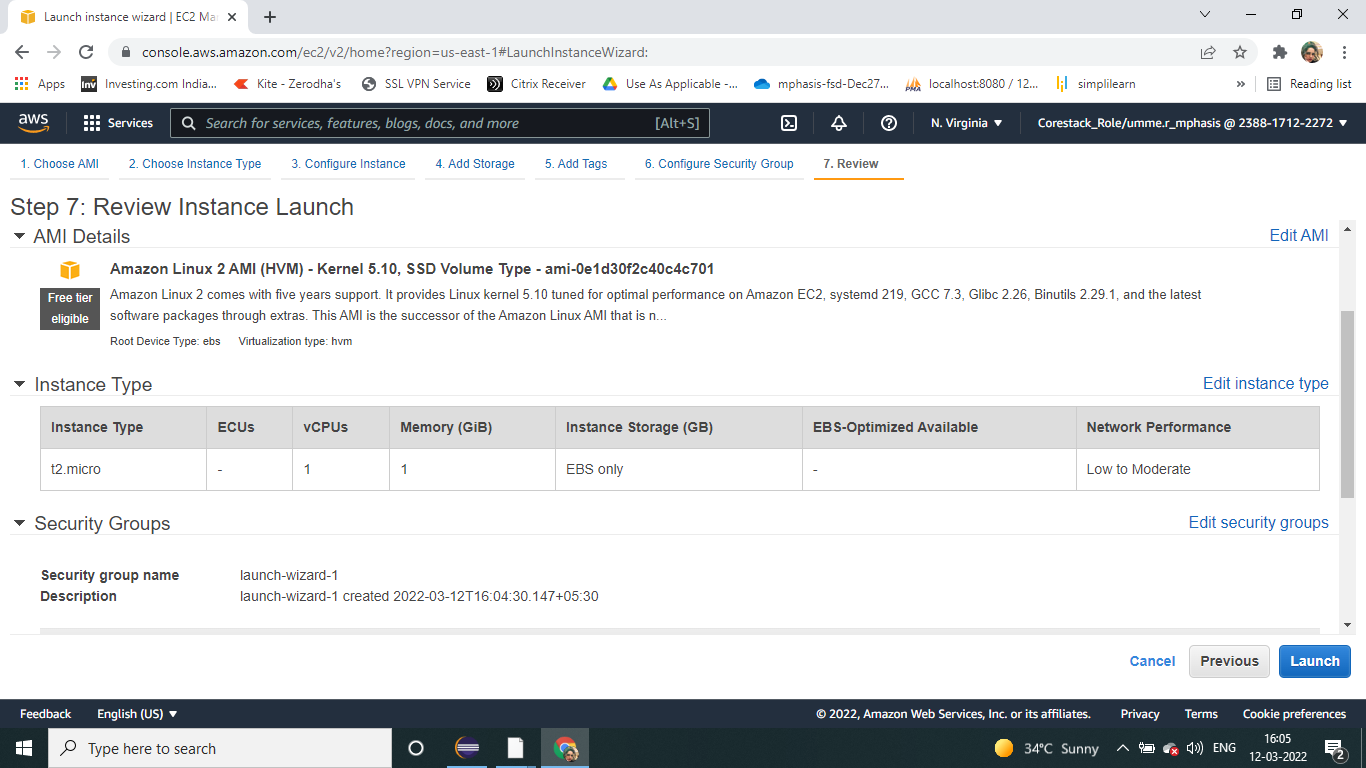 Launch instance wizard | EC2 Ma
console.aws.amazon.com/ec2/v2/home?region=us-east-1#LaunchInstanceWizard:
Apps Investing.com India... Kite - Zerodha's SSL VPN Service Citrix Receiver Use As Applicable -... mphasis-fsd-Dec27... localhost:8080 / 12... simplilearn » Reading list
aws Services Search for services, features, blogs, docs, and more [Alt+S] N. Virginia Corestack_Role/umme.r_mphasis @ 2388-1712-2272
1. Choose AMI 2. Choose Instance Type 3. Configure Instance 4. Add Storage 5. Add Tags 6. Configure Security Group 7. Review
Step 7: Review Instance Launch
AMI Details Edit AMI
Amazon Linux 2 AMI (HVM) - Kernel 5.10, SSD Volume Type - ami-0e1d30f2c40c4c701
Free tier eligible
Amazon Linux 2 comes with five years support. It provides Linux kernel 5.10 tuned for optimal performance on Amazon EC2, systemd 219, GCC 7.3, Glibc 2.26, Binutils 2.29.1, and the latest
software packages through extras. This AMI is the successor of the Amazon Linux AMI that is n...
Root Device Type: ebs Virtualization type: hvm
Instance Type Edit instance type
Instance Type ECUs vCPUs Memory (GiB) Instance Storage (GB) EBS-Optimized Available Network Performance
t2.micro - 1 1 EBS only - Low to Moderate
Security Groups Edit security groups
Security group name launch-wizard-1
Description launch-wizard-1 created 2022-03-12T16:04:30.147+05:30
Cancel Previous Launch
Feedback English (US) © 2022, Amazon Web Services, Inc. or its affiliates. Privacy Terms Cookie preferences
Type here to search 34°C Sunny ENG 16:05
12-03-2022 2